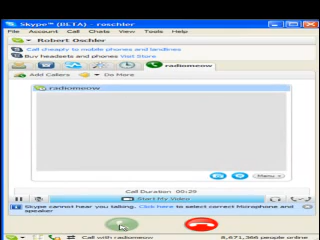 Skype™ (BETA) - roschler
File Account Call Chats View Tools Help
Robert Oschler
Call cheaply to mobile phones and landlines
Buy headsets and phones Visit Store
radiomeow
Add Callers Do More
radiomeow
Menu
Call Duration 00:29
Start My Video
Skype cannot hear you talking. Click here to select correct Microphone and
speaker
Call with radiomeow 8,671,366 people online